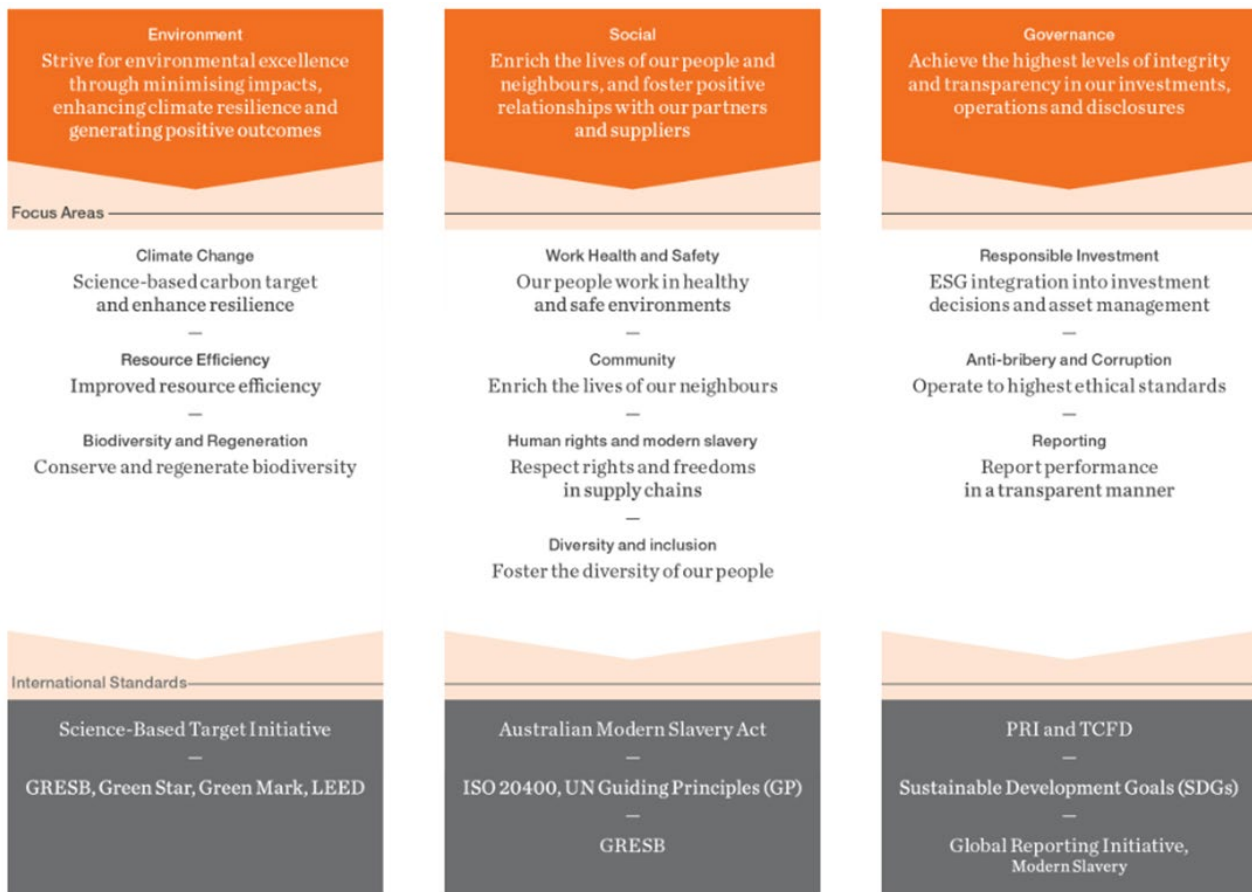 Environment
Strive for environmental excellence
through minimising impacts,
enhancing climate resilience and
generating positive outcomes
Social
Enrich the lives of our people and
neighbours, and foster positive
relationships with our partners
and suppliers
Governance
Achieve the highest levels of integrity
and transparency in our investments,
operations and disclosures
Focus Areas
Climate Change
Science-based carbon target
and enhance resilience
—
Resource Efficiency
Improved resource efficiency
—
Biodiversity and Regeneration
Conserve and regenerate biodiversity
Work Health and Safety
Our people work in healthy
and safe environments
—
Community
Enrich the lives of our neighbours
—
Human rights and modern slavery
Respect rights and freedoms
in supply chains
—
Diversity and inclusion
Foster the diversity of our people
Responsible Investment
ESG integration into investment
decisions and asset management
—
Anti-bribery and Corruption
Operate to highest ethical standards
—
Reporting
Report performance
in a transparent manner
International Standards
Science-Based Target Initiative
—
GRESB, Green Star, Green Mark, LEED
Australian Modern Slavery Act
—
ISO 20400, UN Guiding Principles (GP)
—
GRESB
PRI and TCFD
—
Sustainable Development Goals (SDGs)
—
Global Reporting Initiative,
Modern Slavery